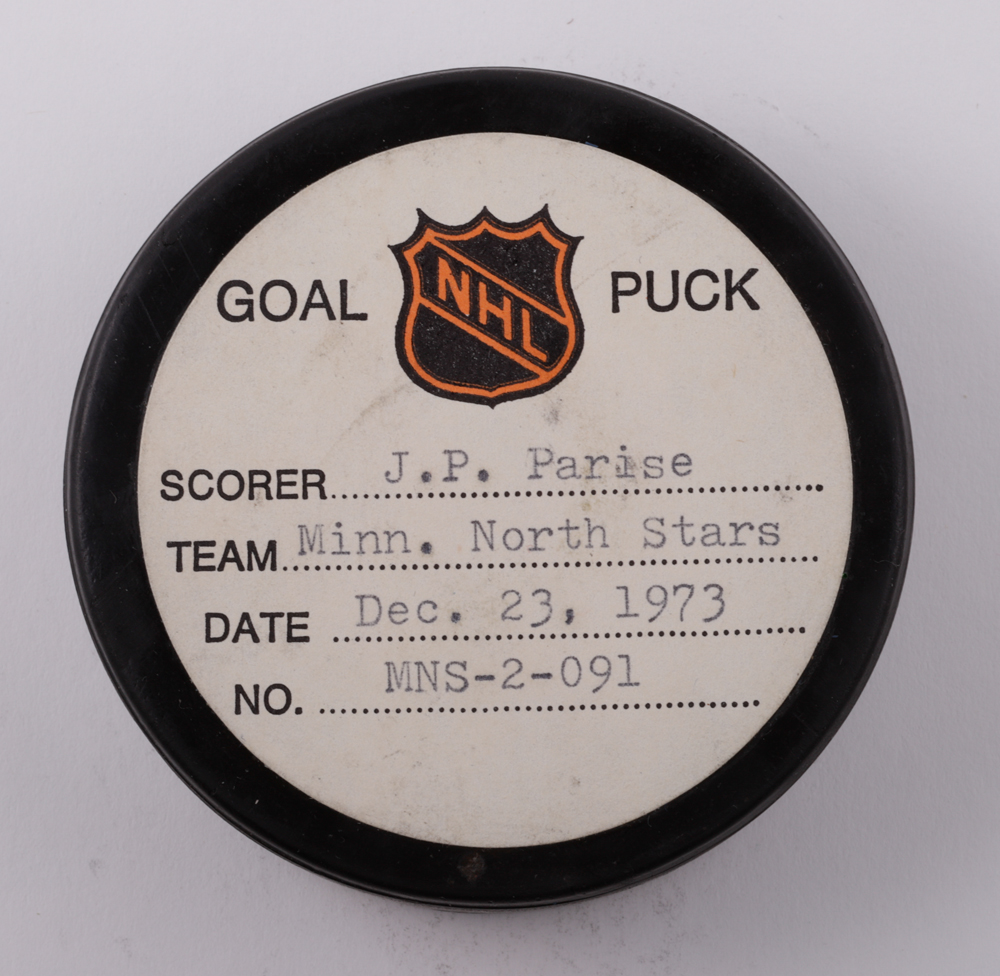 GOAL NHL PUCK
SCORER J.P. Parise
TEAM Minn. North Stars
DATE Dec. 23, 1973
NO. MNS-2-091